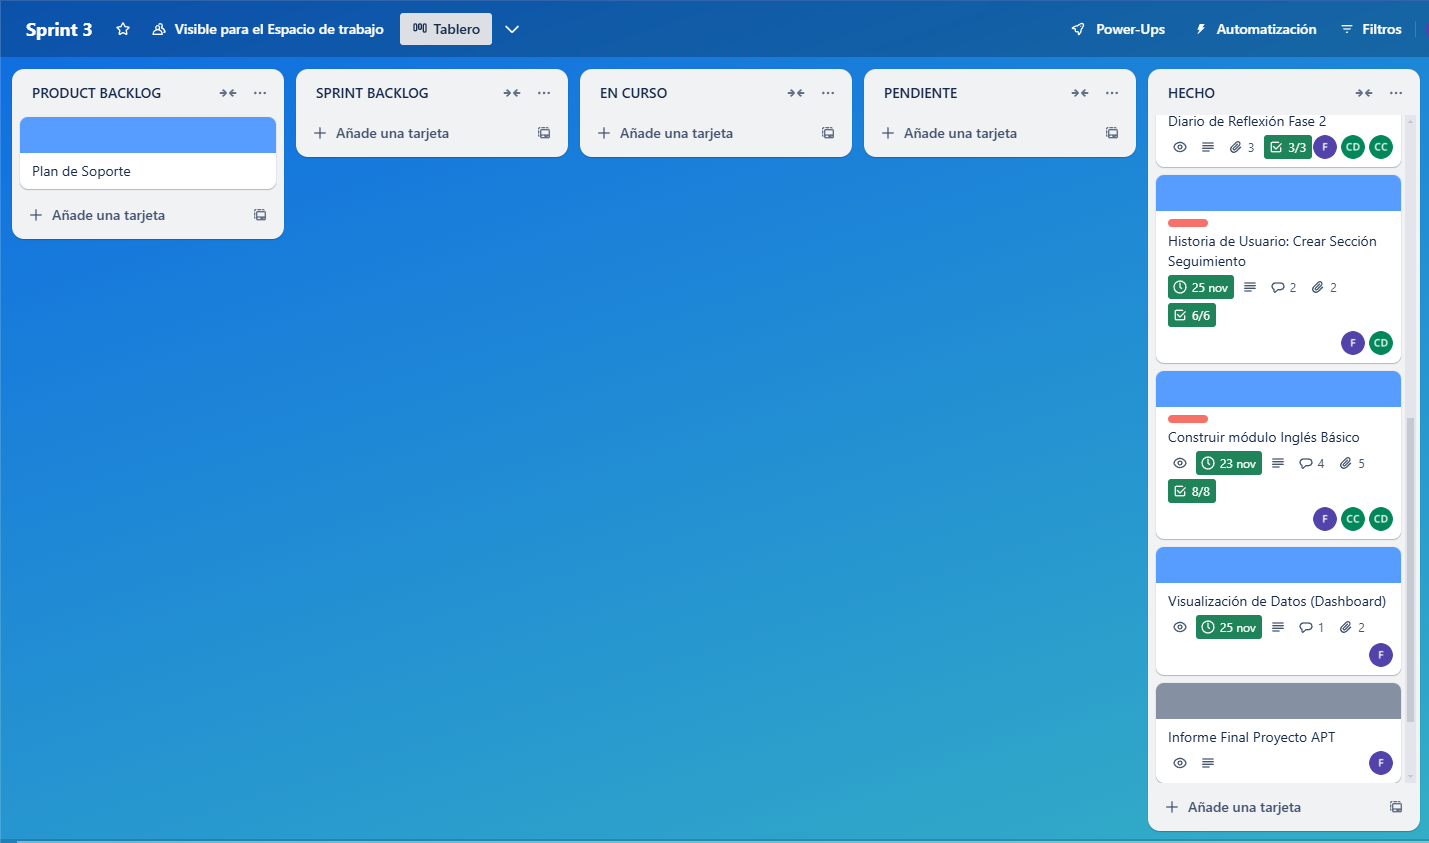 Sprint 3
Visible para el Espacio de trabajo
Tablero
Power-Ups
Automatización
Filtros
PRODUCT BACKLOG
Plan de Soporte
Añade una tarjeta
SPRINT BACKLOG
Añade una tarjeta
EN CURSO
Añade una tarjeta
PENDIENTE
Añade una tarjeta
HECHO
Diario de Reflexión Fase 2
3 3/3 F CD CC
Historia de Usuario: Crear Sección
Seguimiento
25 nov 2 2
6/6
F CD
Construir módulo Inglés Básico
23 nov 4 5
8/8
F CC CD
Visualización de Datos (Dashboard)
25 nov 1 2
F
Informe Final Proyecto APT
F
Añade una tarjeta